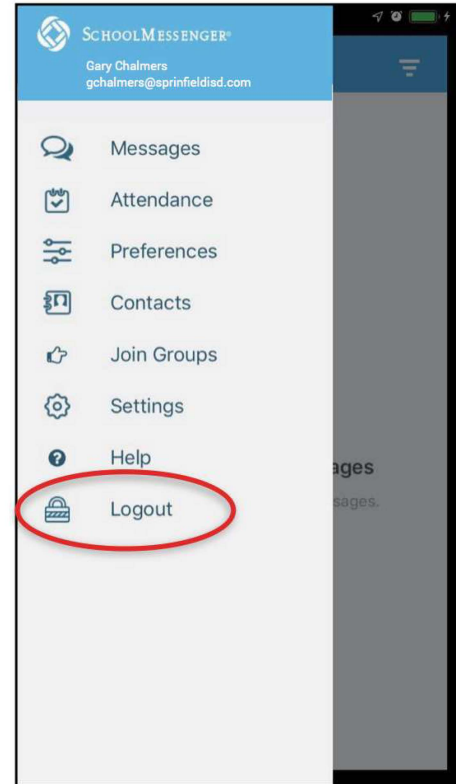 SCHOOLMESSENGER®
Gary Chalmers
gchalmers@sprinfieldisd.com
Messages
Attendance
Preferences
Contacts
Join Groups
Settings
Help
ages
sages.
Logout